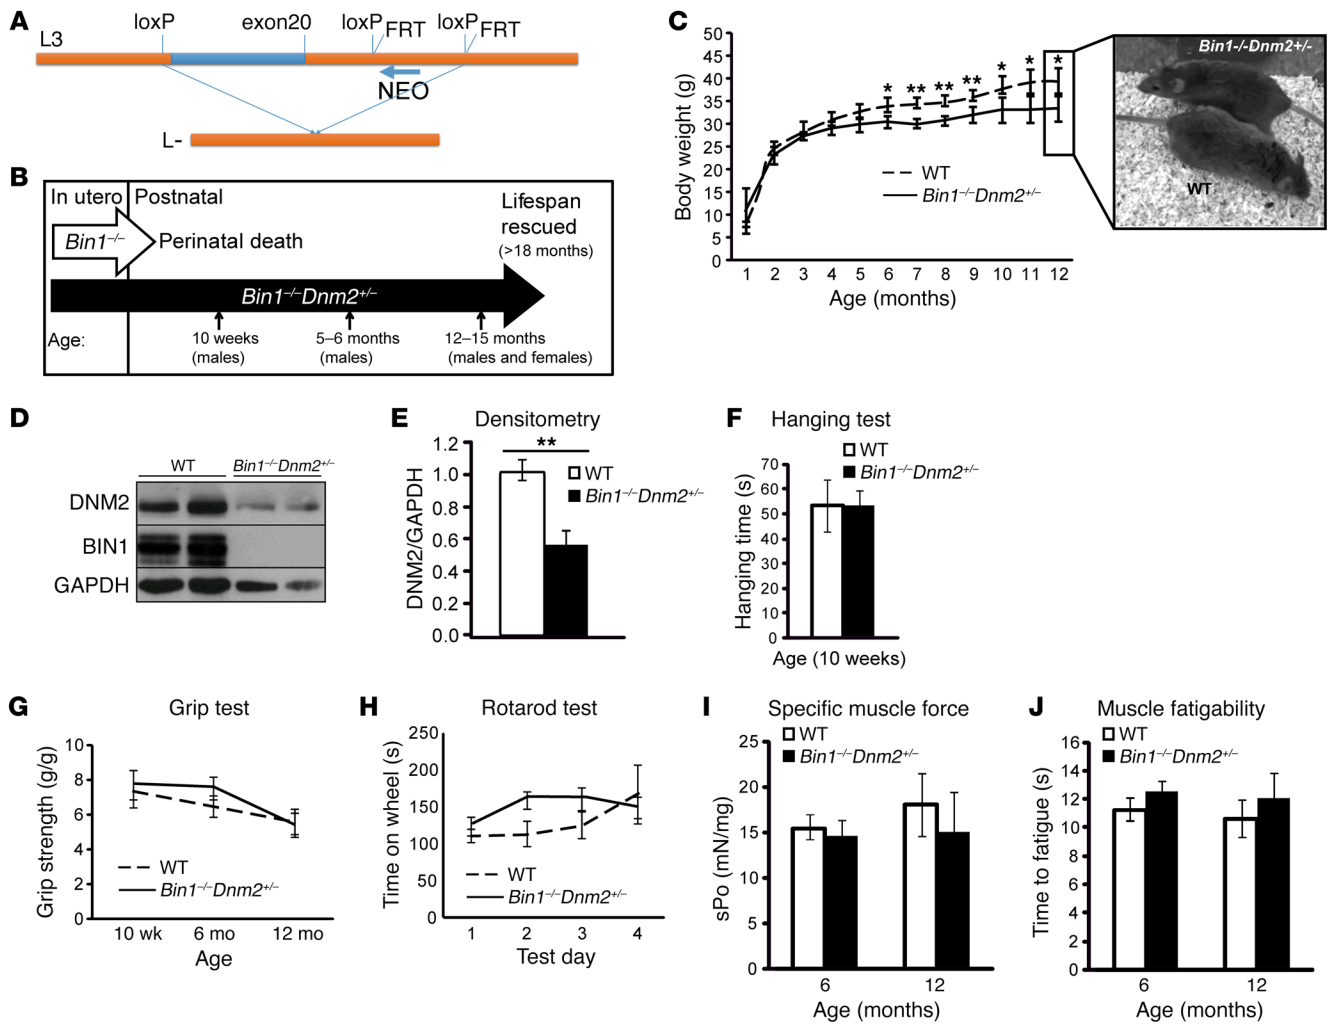 A
loxP exon20 loxP FRT loxP FRT
L3
NEO
L-
B
In utero Postnatal
Bin1–/– Perinatal death
Lifespan
rescued
(>18 months)
Bin1–/–Dnm2+/–
Age:
10 weeks
(males)
5–6 months
(males)
12–15 months
(males and females)
C
Body weight (g)
50
45
40
35
30
25
20
15
10
5
0
* ** ** ** * * *
WT
Bin1–/–Dnm2+/–
1 2 3 4 5 6 7 8 9 10 11 12
Age (months)
Bin1-/-Dnm2+/-
WT
D
WT Bin1–/–Dnm2+/–
DNM2
BIN1
GAPDH
E
Densitometry
DNM2/GAPDH
1.2
1.0
0.8
0.6
0.4
0.2
0.0
**
WT
Bin1–/–Dnm2+/–
F
Hanging test
WT
Bin1–/–Dnm2+/–
Hanging time (s)
70
60
50
40
30
20
10
0
Age (10 weeks)
G
Grip test
Grip strength (g/g)
10
8
6
4
2
0
WT
Bin1–/–Dnm2+/–
10 wk 6 mo 12 mo
Age
H
Rotarod test
Time on wheel (s)
250
200
150
100
50
0
WT
Bin1–/–Dnm2+/–
1 2 3 4
Test day
I
Specific muscle force
WT
Bin1–/–Dnm2+/–
sPo (mN/mg)
25
20
15
10
5
0
6 12
Age (months)
J
Muscle fatigability
WT
Bin1–/–Dnm2+/–
Time to fatigue (s)
16
14
12
10
8
6
4
2
0
6 12
Age (months)